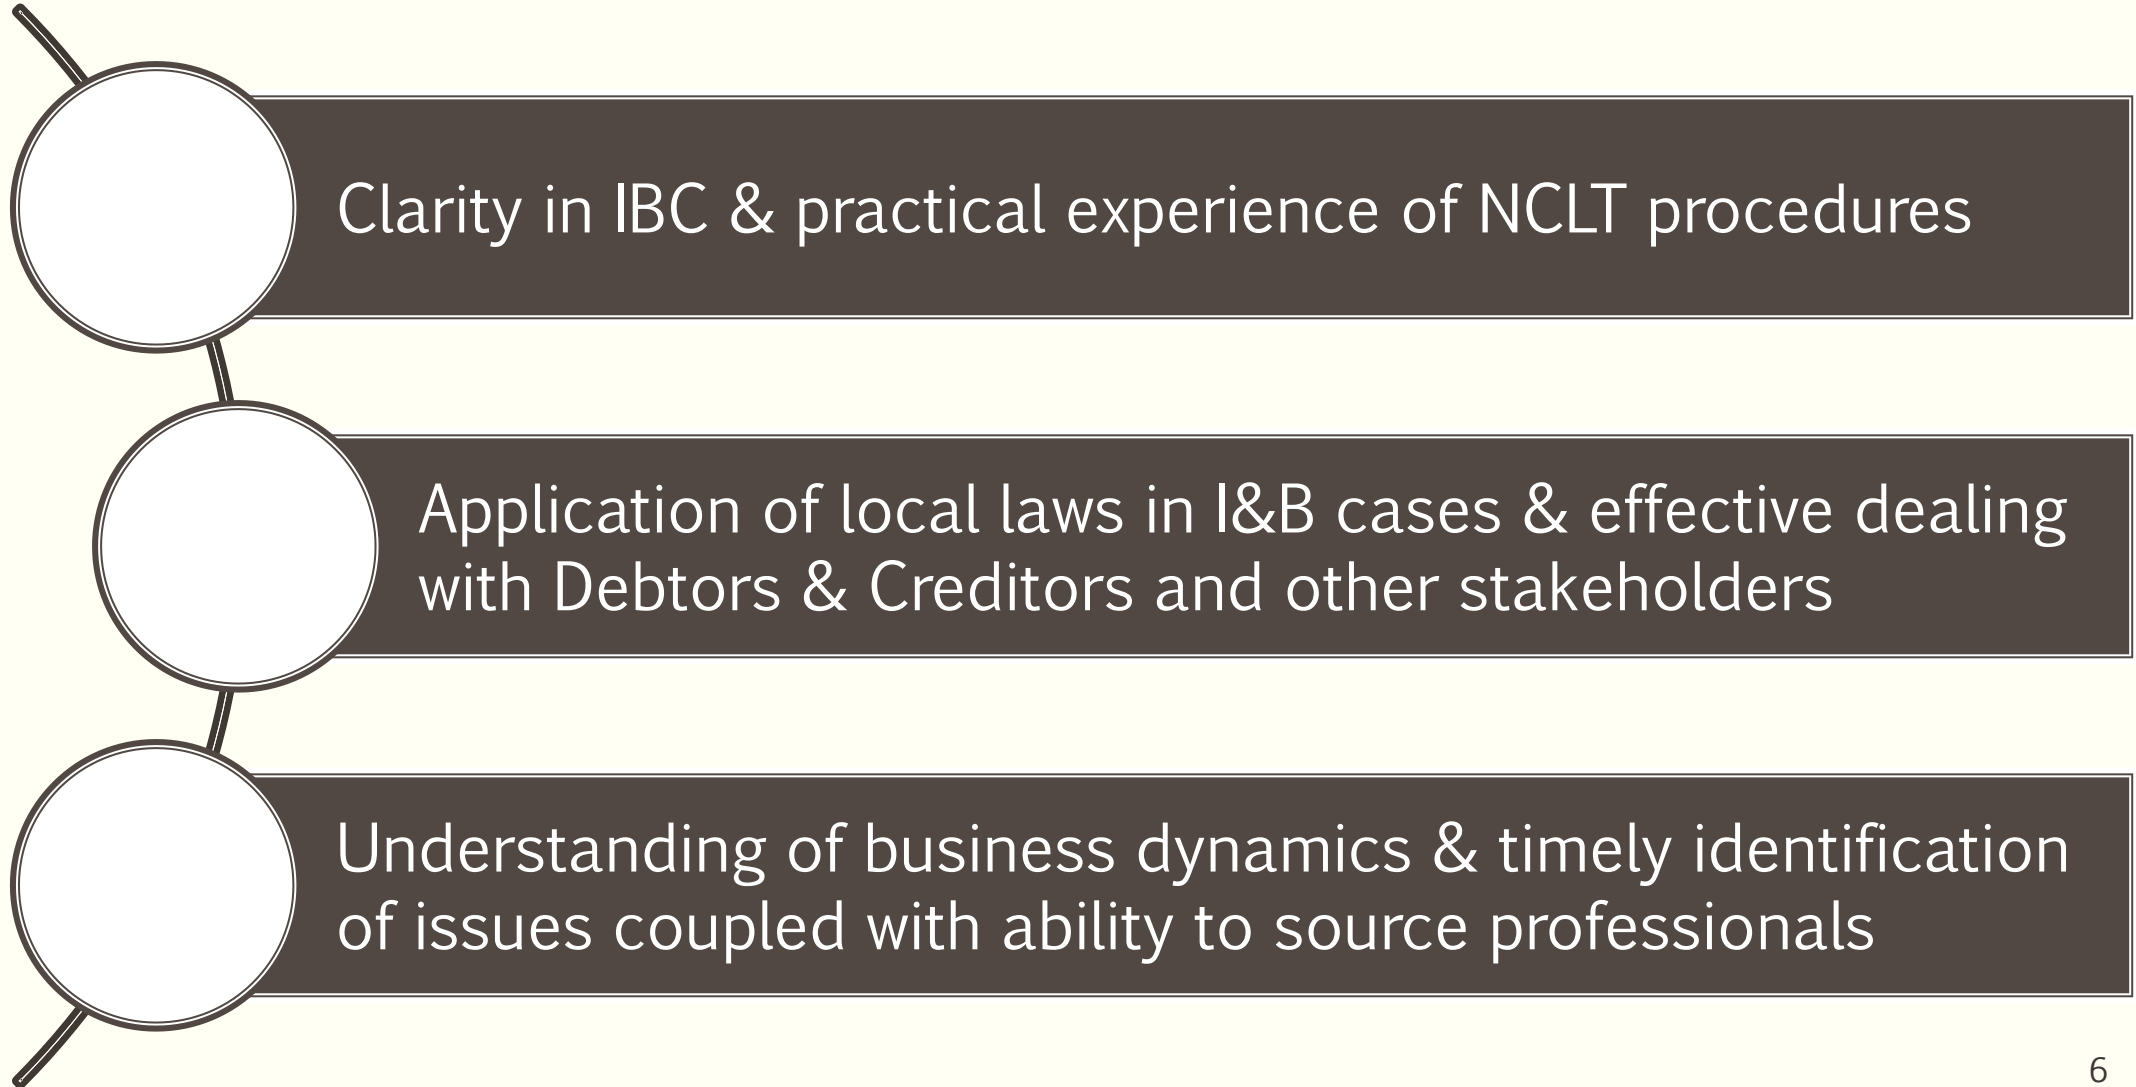 Clarity in IBC & practical experience of NCLT procedures
Application of local laws in I&B cases & effective dealing
with Debtors & Creditors and other stakeholders
Understanding of business dynamics & timely identification
of issues coupled with ability to source professionals
6